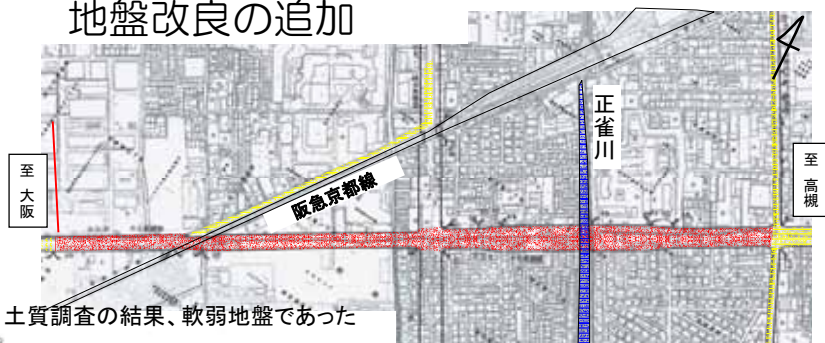 地盤改良の追加
正雀川
至 大阪
至 高槻
阪急京都線
土質調査の結果、軟弱地盤であった